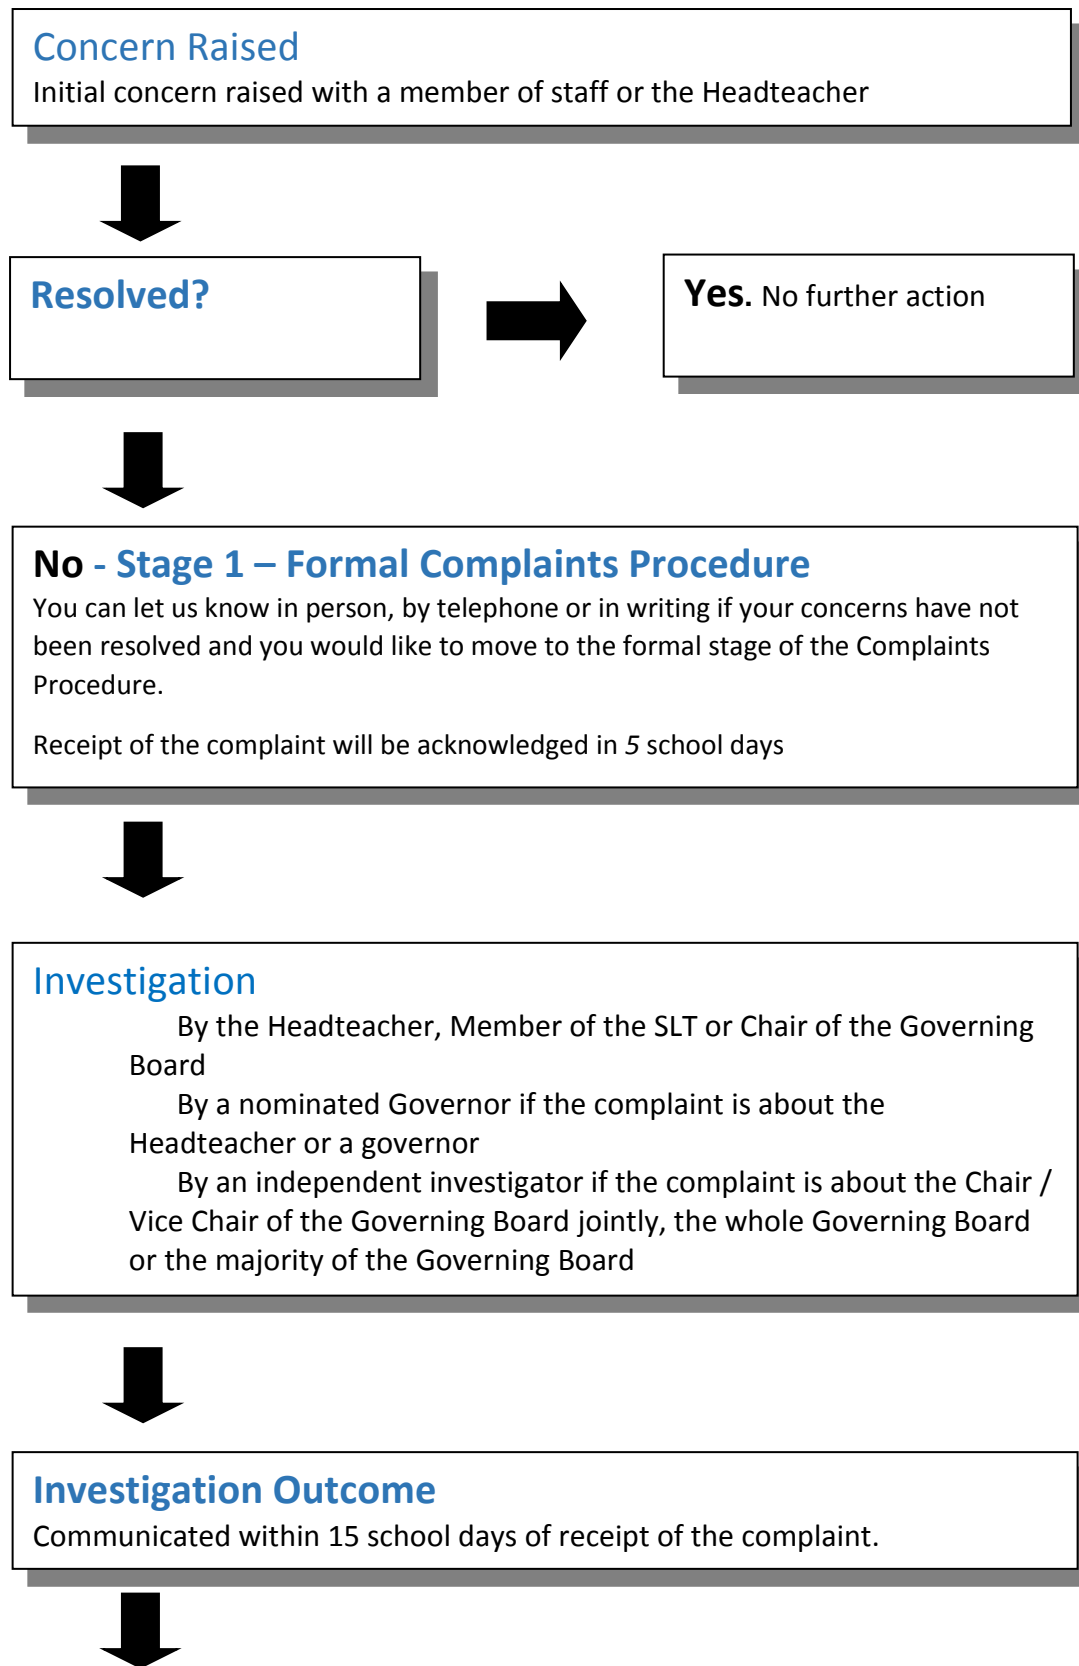 Concern Raised
Initial concern raised with a member of staff or the Headteacher
Resolved?
Yes. No further action
No - Stage 1 – Formal Complaints Procedure
You can let us know in person, by telephone or in writing if your concerns have not
been resolved and you would like to move to the formal stage of the Complaints
Procedure.
Receipt of the complaint will be acknowledged in 5 school days
Investigation
By the Headteacher, Member of the SLT or Chair of the Governing
Board
By a nominated Governor if the complaint is about the
Headteacher or a governor
By an independent investigator if the complaint is about the Chair /
Vice Chair of the Governing Board jointly, the whole Governing Board
or the majority of the Governing Board
Investigation Outcome
Communicated within 15 school days of receipt of the complaint.